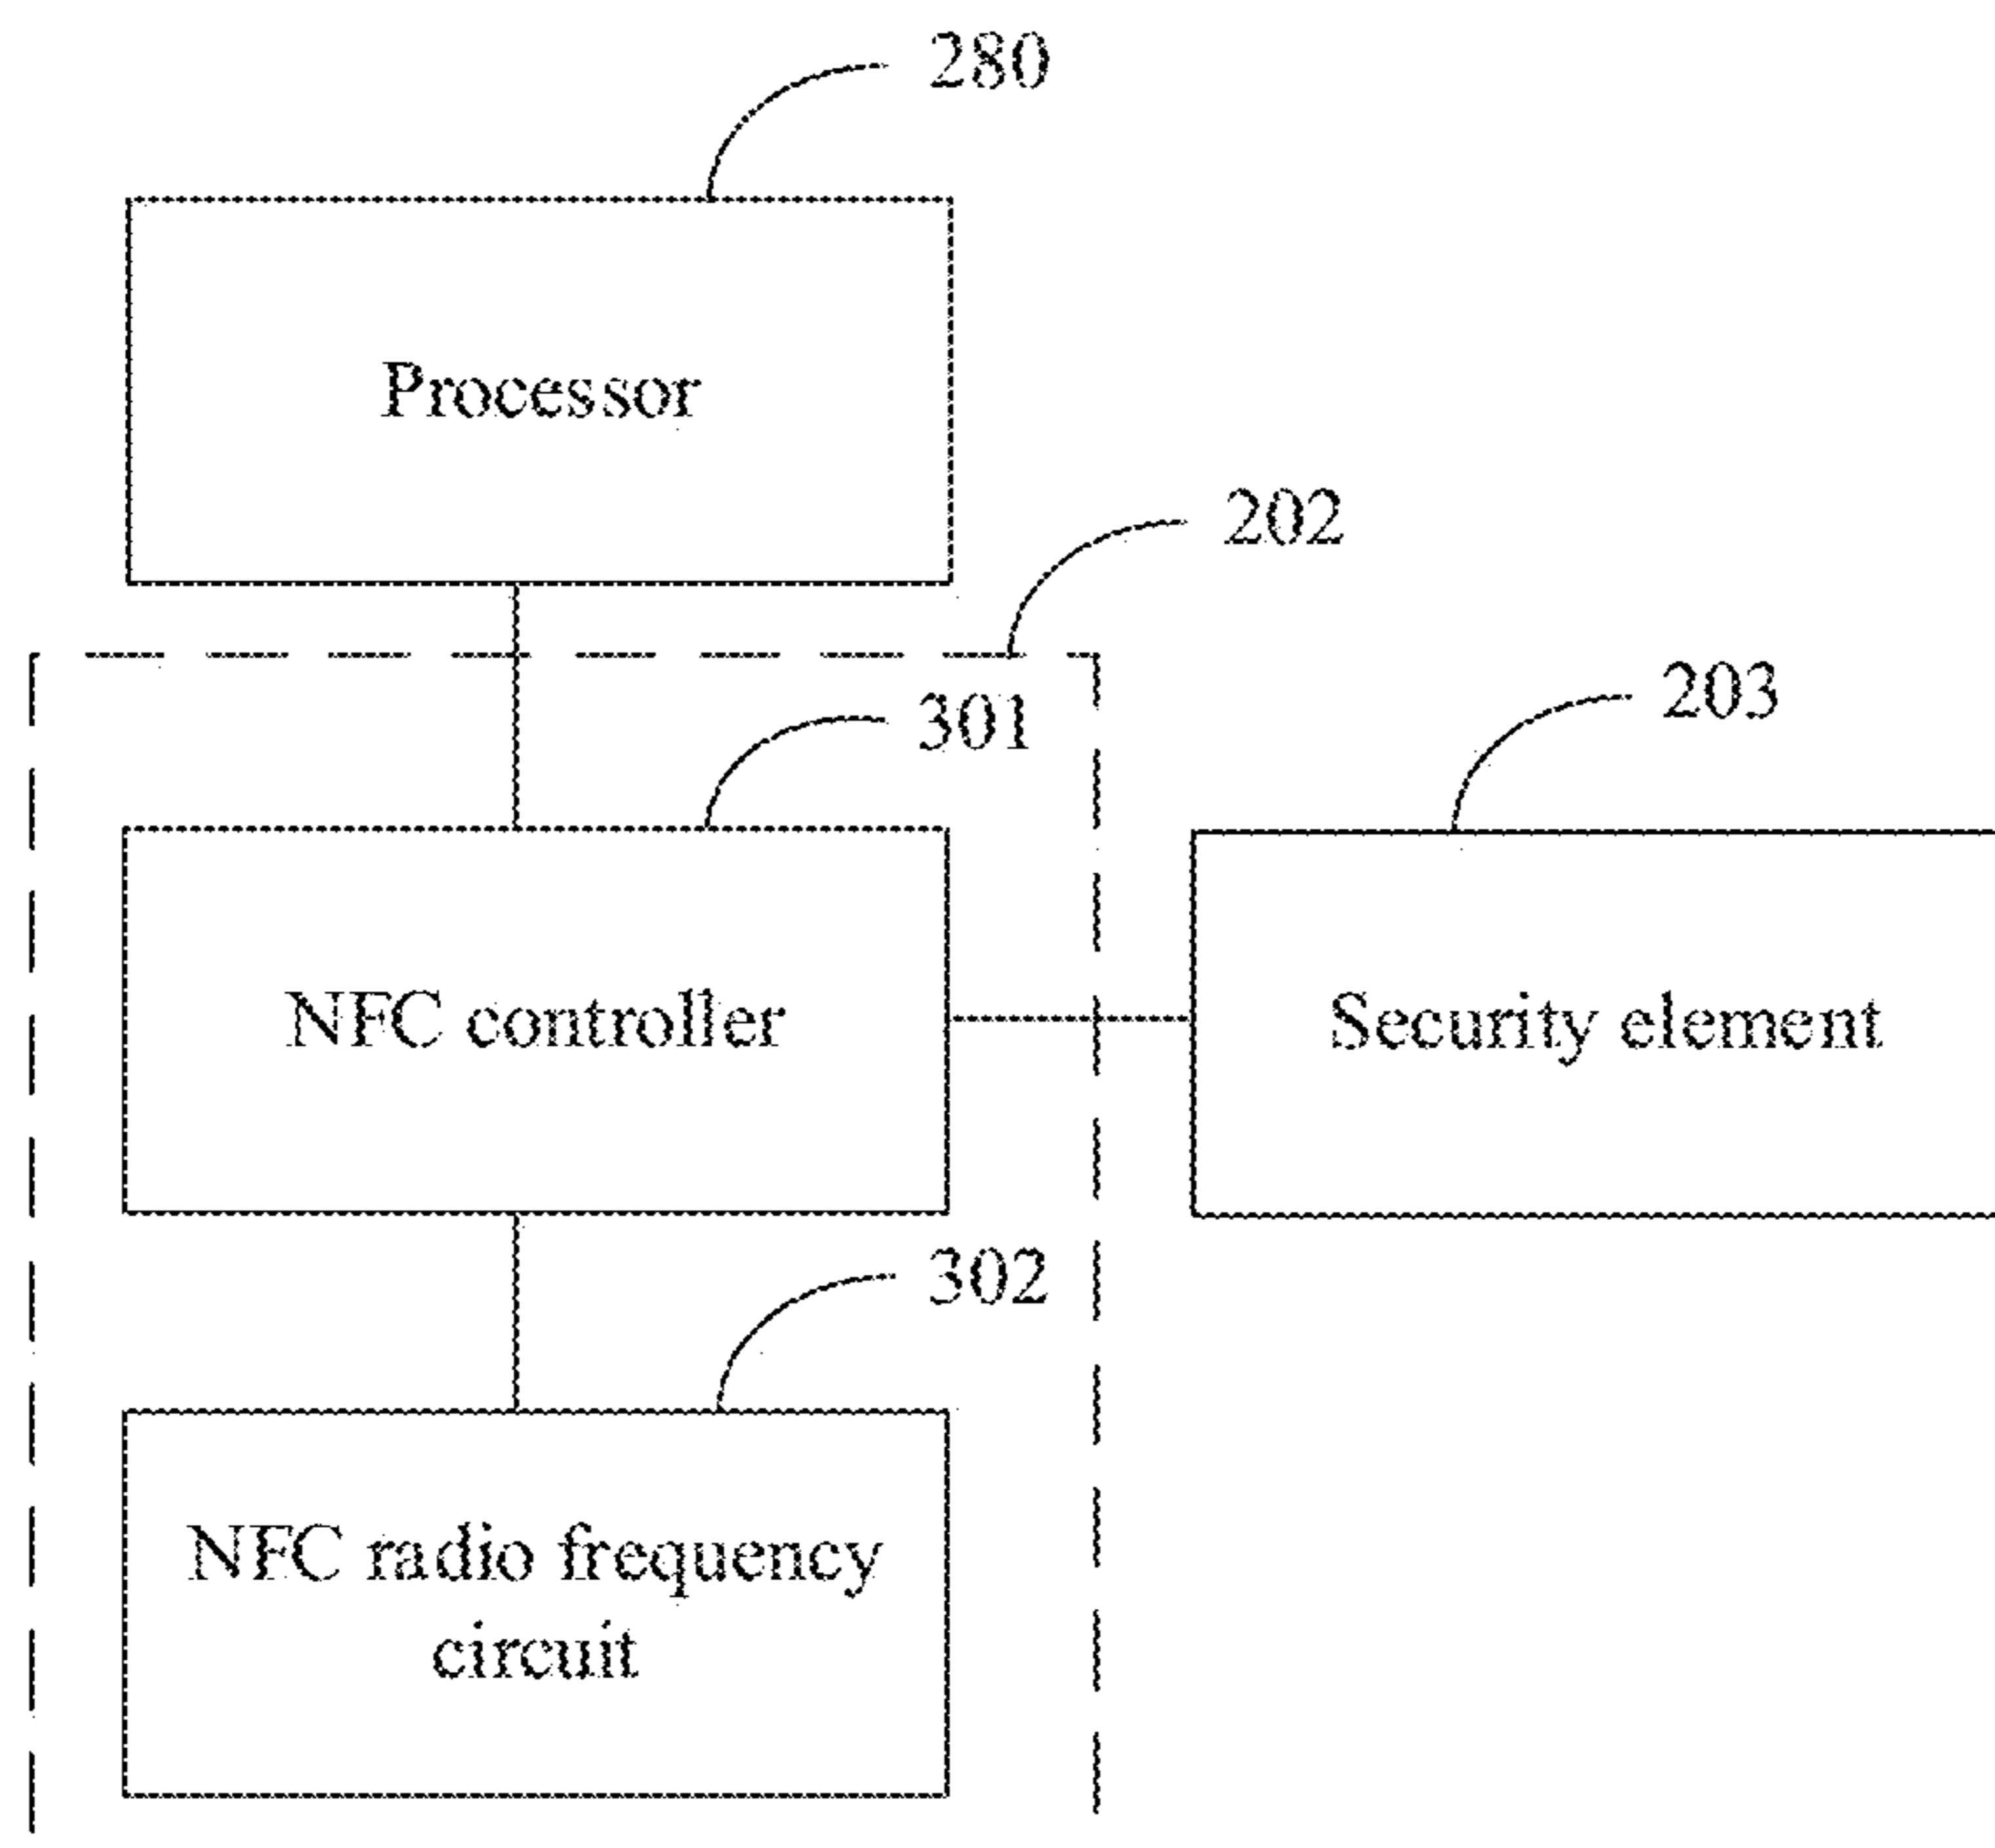 280
Processor
202
301
203
NFC controller
Security element
302
NFC radio frequency
circuit